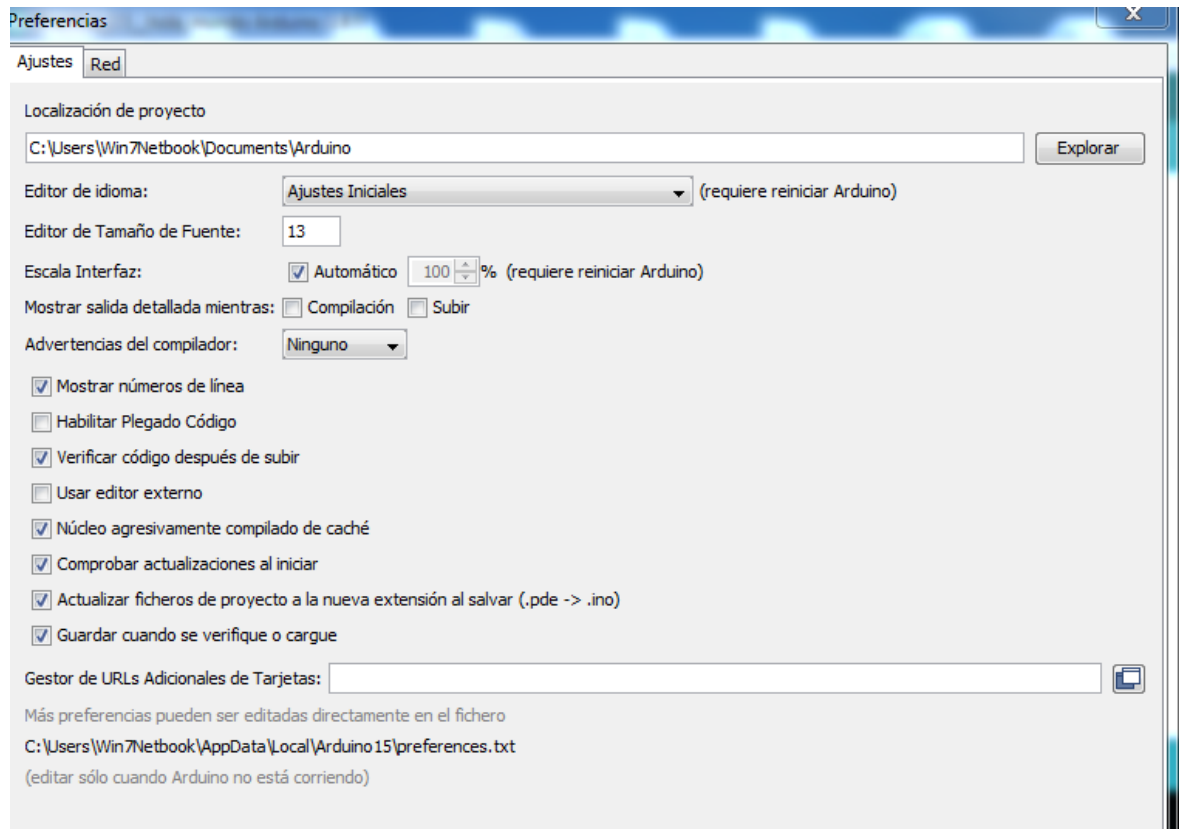 Preferencias
X
Ajustes Red
Localización de proyecto
C:\Users\Win7Netbook\Documents\Arduino Explorar
Editor de idioma: Ajustes Iniciales (requiere reiniciar Arduino)
Editor de Tamaño de Fuente: 13
Escala Interfaz: Automático 100 % (requiere reiniciar Arduino)
Mostrar salida detallada mientras: Compilación Subir
Advertencias del compilador: Ninguno
Mostrar números de línea
Habilitar Plegado Código
Verificar código después de subir
Usar editor externo
Núcleo agresivamente compilado de caché
Comprobar actualizaciones al iniciar
Actualizar ficheros de proyecto a la nueva extensión al salvar (.pde -> .ino)
Guardar cuando se verifique o cargue
Gestor de URLs Adicionales de Tarjetas:
Más preferencias pueden ser editadas directamente en el fichero
C:\Users\Win7Netbook\AppData\Local\Arduino15\preferences.txt
(editar sólo cuando Arduino no está corriendo)